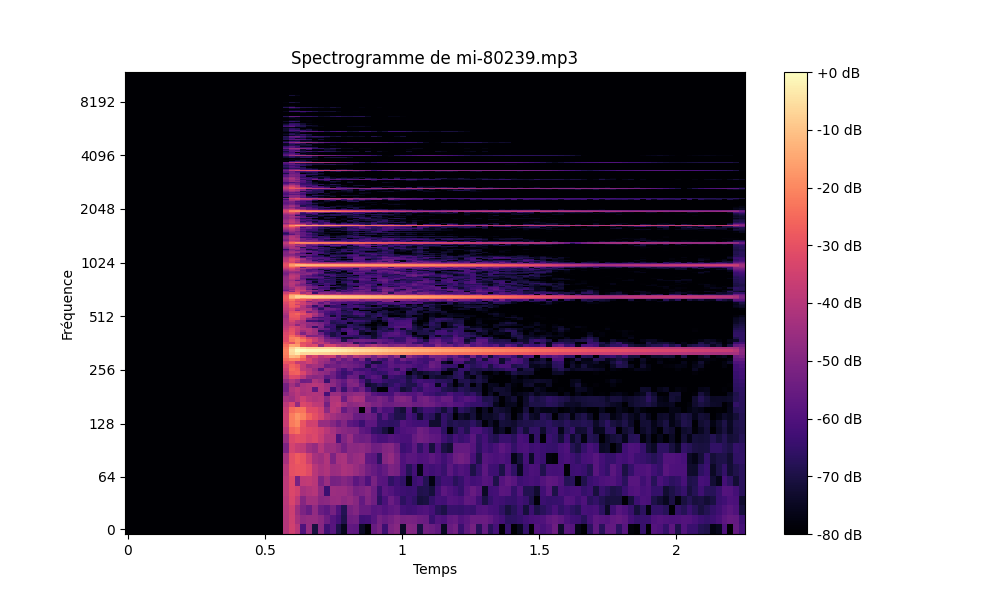 Spectrogramme de mi-80239.mp3
Fréquence
8192
4096
2048
1024
512
256
128
64
0
0
0.5
1
1.5
2
Temps
+0 dB
-10 dB
-20 dB
-30 dB
-40 dB
-50 dB
-60 dB
-70 dB
-80 dB